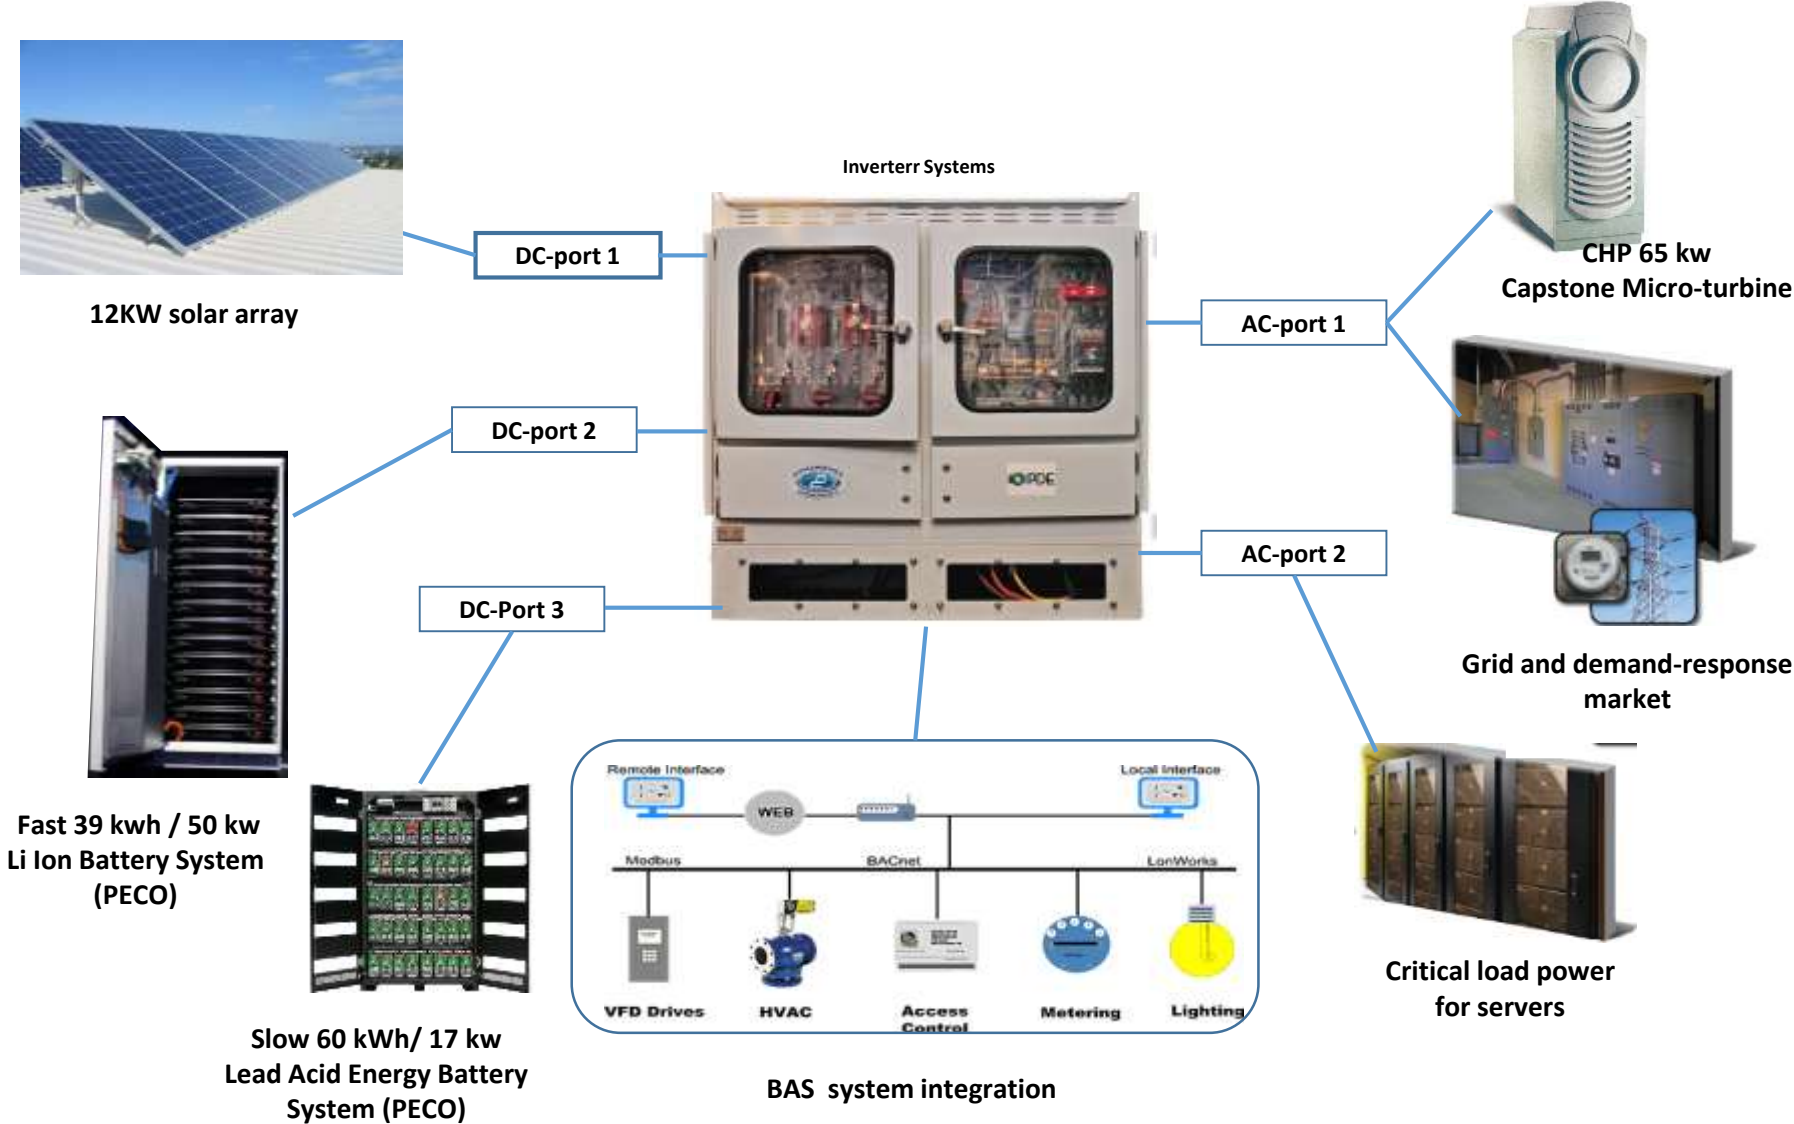 Inverterr Systems
DC-port 1
12KW solar array
DC-port 2
Fast 39 kwh / 50 kw
Li Ion Battery System
(PECO)
DC-Port 3
Slow 60 kWh/ 17 kw
Lead Acid Energy Battery
System (PECO)
AC-port 1
CHP 65 kw
Capstone Micro-turbine
Grid and demand-response
market
AC-port 2
Critical load power
for servers
IPDE
Remote Interface
Local Interface
WEB
Modbus
BACnet
LonWorks
VFD Drives
HVAC
Access
Control
Metering
Lighting
BAS  system integration